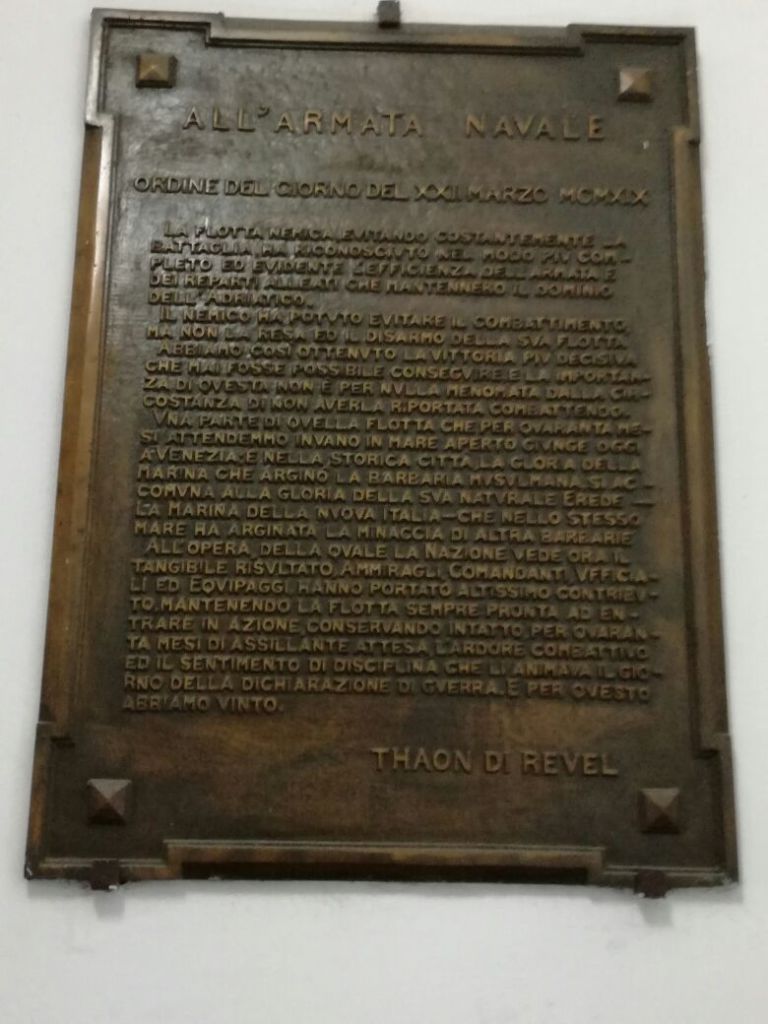 ALL'ARMATA NAVALE
ORDINE DEL GIORNO DEL XXII MARZO MCMXIX
LA FLOTTA NEMICA EVITANDO COSTANTEMENTE LA
BATTAGLIA HA RICONOSCIVTO NEL MODO PIV COM-
PLETO ED EVIDENTE L'EFFICIENZA DELL'ARMATA E
DEI REPARTI ALLEATI CHE MANTENNERO IL DOMINIO
DELL'ADRIATICO.
IL NEMICO HA POTVTO EVITARE IL COMBATTIMENTO,
MA NON LA RESA ED IL DISARMO DELLA SVA FLOTTA.
ABBIAMO COSÌ OTTENVTO LA VITTORIA PIV DECISIVA
CHE MAI FOSSE POSSIBILE CONSEGVIRE E LA IMPORTAN-
ZA DI QVESTA NON È PER NVLLA MENOMATA DALLA CIR-
COSTANZA DI NON AVERLA RIPORTATA COMBATTENDO.
VNA PARTE DI QVELLA FLOTTA CHE PER QVARANTA ME-
SI ATTENDEMMO INVANO IN MARE APERTO GIVNGE OGGI
A VENEZIA: E NELLA STORICA CITTÀ, LA GLORIA DELLA
MARINA CHE ARGINÒ LA BARBARIA MVSVLMANA SI AC-
COMVNA ALLA GLORIA DELLA SVA NATVRALE EREDE —
LA MARINA DELLA NVOVA ITALIA — CHE NELLO STESSO
MARE HA ARGINATA LA MINACCIA DI ALTRA BARBARIE.
ALL'OPERA, DELLA QVALE LA NAZIONE VEDE ORA IL
TANGIBILE RISVLTATO, AMMIRAGLI, COMANDANTI, VFFICIA-
LI ED EQVIPAGGI HANNO PORTATO ALTISSIMO CONTRIBV-
TO, MANTENENDO LA FLOTTA SEMPRE PRONTA AD EN-
TRARE IN AZIONE, CONSERVANDO INTATTO PER QVARAN-
TA MESI DI ASSILLANTE ATTESA, L'ARDORE COMBATTIVO
ED IL SENTIMENTO DI DISCIPLINA CHE LI ANIMAVA IL GIO-
RNO DELLA DICHIARAZIONE DI GVERRA. E PER QVESTO
ABBIAMO VINTO.
THAON DI REVEL